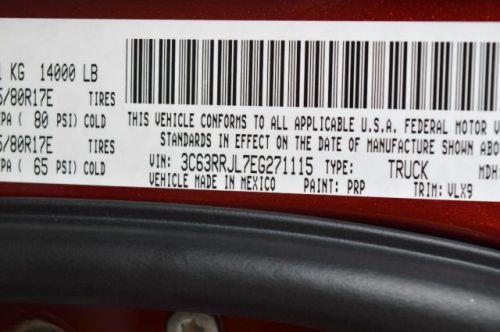 KG 14000 LB
5/80R17E TIRES
PA ( 80 PSI) COLD
5/80R17E TIRES
PA ( 65 PSI) COLD
THIS VEHICLE CONFORMS TO ALL APPLICABLE U.S.A. FEDERAL MOTOR
STANDARDS IN EFFECT ON THE DATE OF MANUFACTURE SHOWN ABO
VIN: 3C63RRJL7EG271115 TYPE: TRUCK MDH
VEHICLE MADE IN MEXICO PAINT: PRP TRIM: VLX9